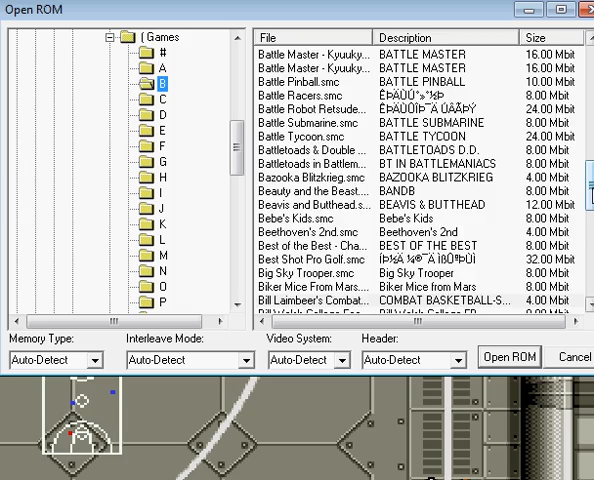 Open ROM
( Games
#
A
B
C
D
E
F
G
H
I
J
K
L
M
N
O
P
File Description Size
Battle Master - Kyuuky... BATTLE MASTER 16.00 Mbit
Battle Master - Kyuuky... BATTLE MASTER 16.00 Mbit
Battle Pinball.smc BATTLE PINBALL 10.00 Mbit
Battle Racers.smc 8.00 Mbit
Battle Robot Retsude... 24.00 Mbit
Battle Submarine.smc BATTLE SUBMARINE 8.00 Mbit
Battle Tycoon.smc BATTLE TYCOON 24.00 Mbit
Battletoads & Double ... BATTLETOADS D.D. 8.00 Mbit
Battletoads in Battlem... BT IN BATTLEMANIACS 8.00 Mbit
Bazooka Blitzkrieg.smc BAZOOKA BLITZKRIEG 4.00 Mbit
Beauty and the Beast.... BANDB 8.00 Mbit
Beavis and Butthead.s... BEAVIS & BUTTHEAD 12.00 Mbit
Bebe's Kids.smc Bebe's Kids 8.00 Mbit
Beethoven's 2nd.smc Beethoven's 2nd 4.00 Mbit
Best of the Best - Cha... BEST OF THE BEST 8.00 Mbit
Best Shot Pro Golf.smc 32.00 Mbit
Big Sky Trooper.smc Big Sky Trooper 8.00 Mbit
Biker Mice From Mars.... Biker Mice from Mars 8.00 Mbit
Bill Laimbeer's Combat... COMBAT BASKETBALL-S... 4.00 Mbit
Memory Type: Interleave Mode: Video System: Header:
Auto-Detect Auto-Detect Auto-Detect Auto-Detect Open ROM Cancel